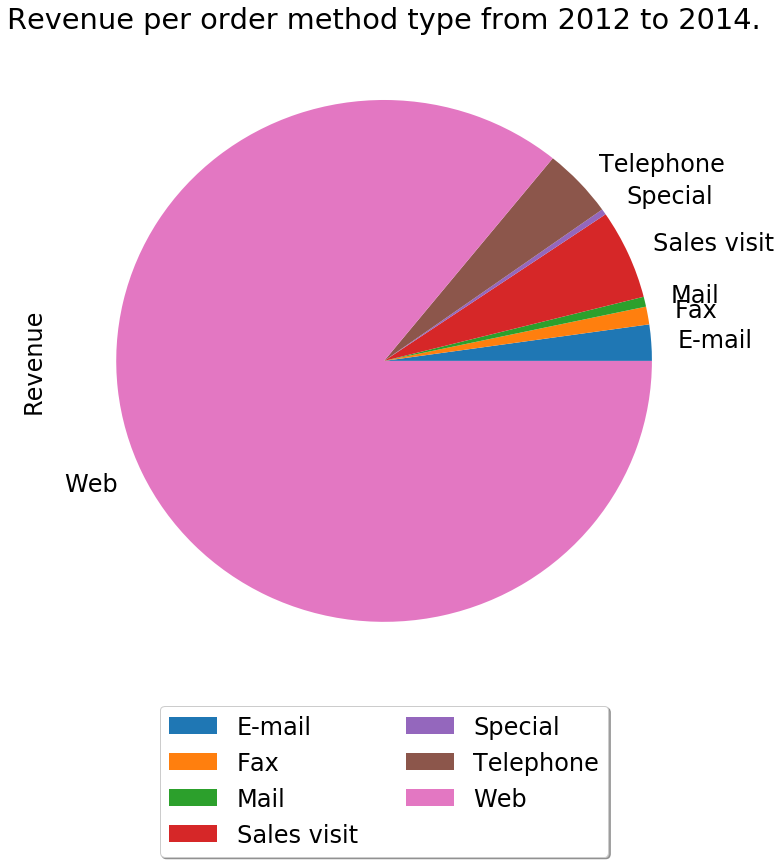 Revenue per order method type from 2012 to 2014.
Telephone
Special
Sales visit
Mail
Fax
E-mail
Revenue
Web
E-mail
Fax
Mail
Sales visit
Special
Telephone
Web